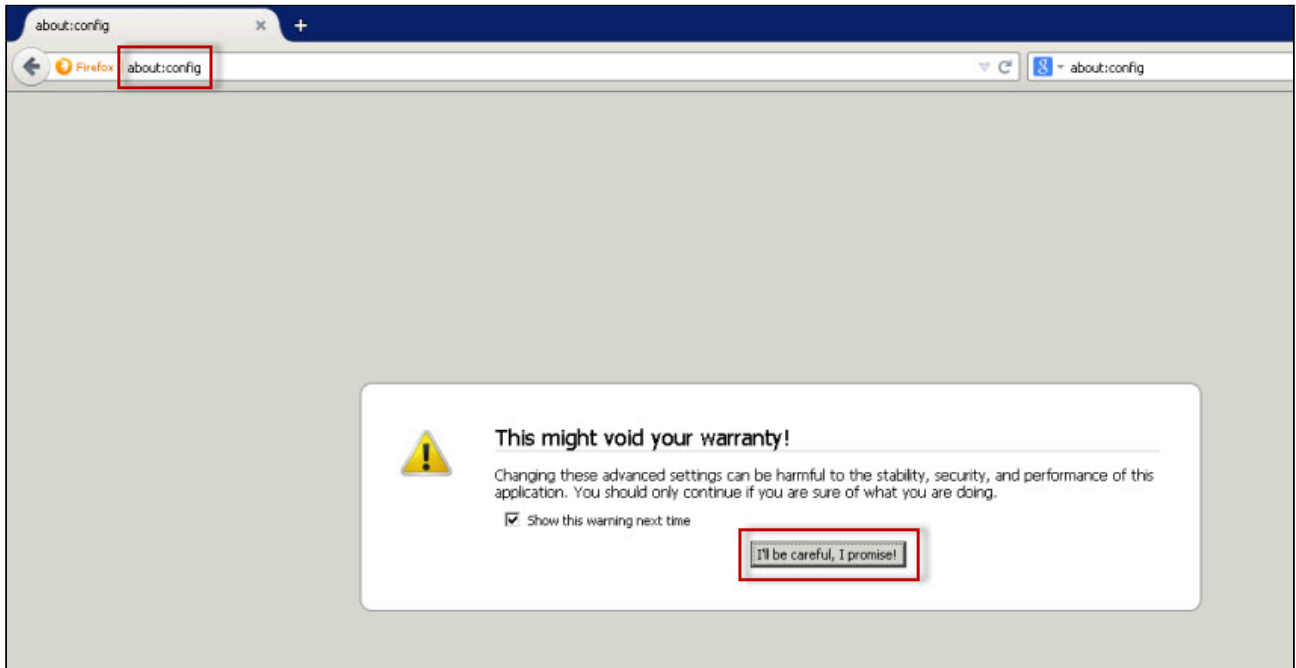 about:config
Firefox about:config
about:config
This might void your warranty!
Changing these advanced settings can be harmful to the stability, security, and performance of this
application. You should only continue if you are sure of what you are doing.
Show this warning next time
I'll be careful, I promise!